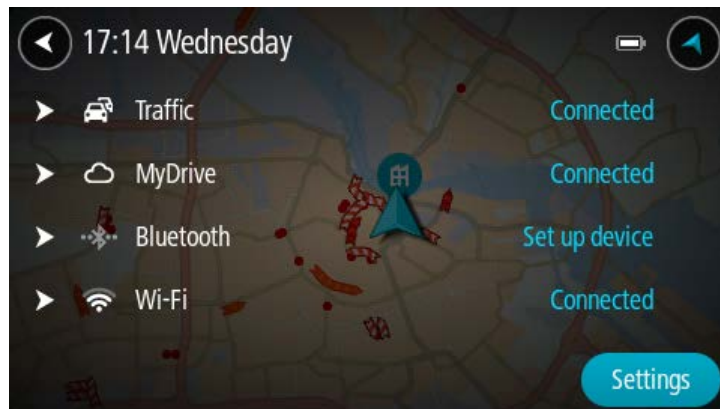 17:14 Wednesday
Traffic Connected
MyDrive Connected
Bluetooth Set up device
Wi-Fi Connected
Settings